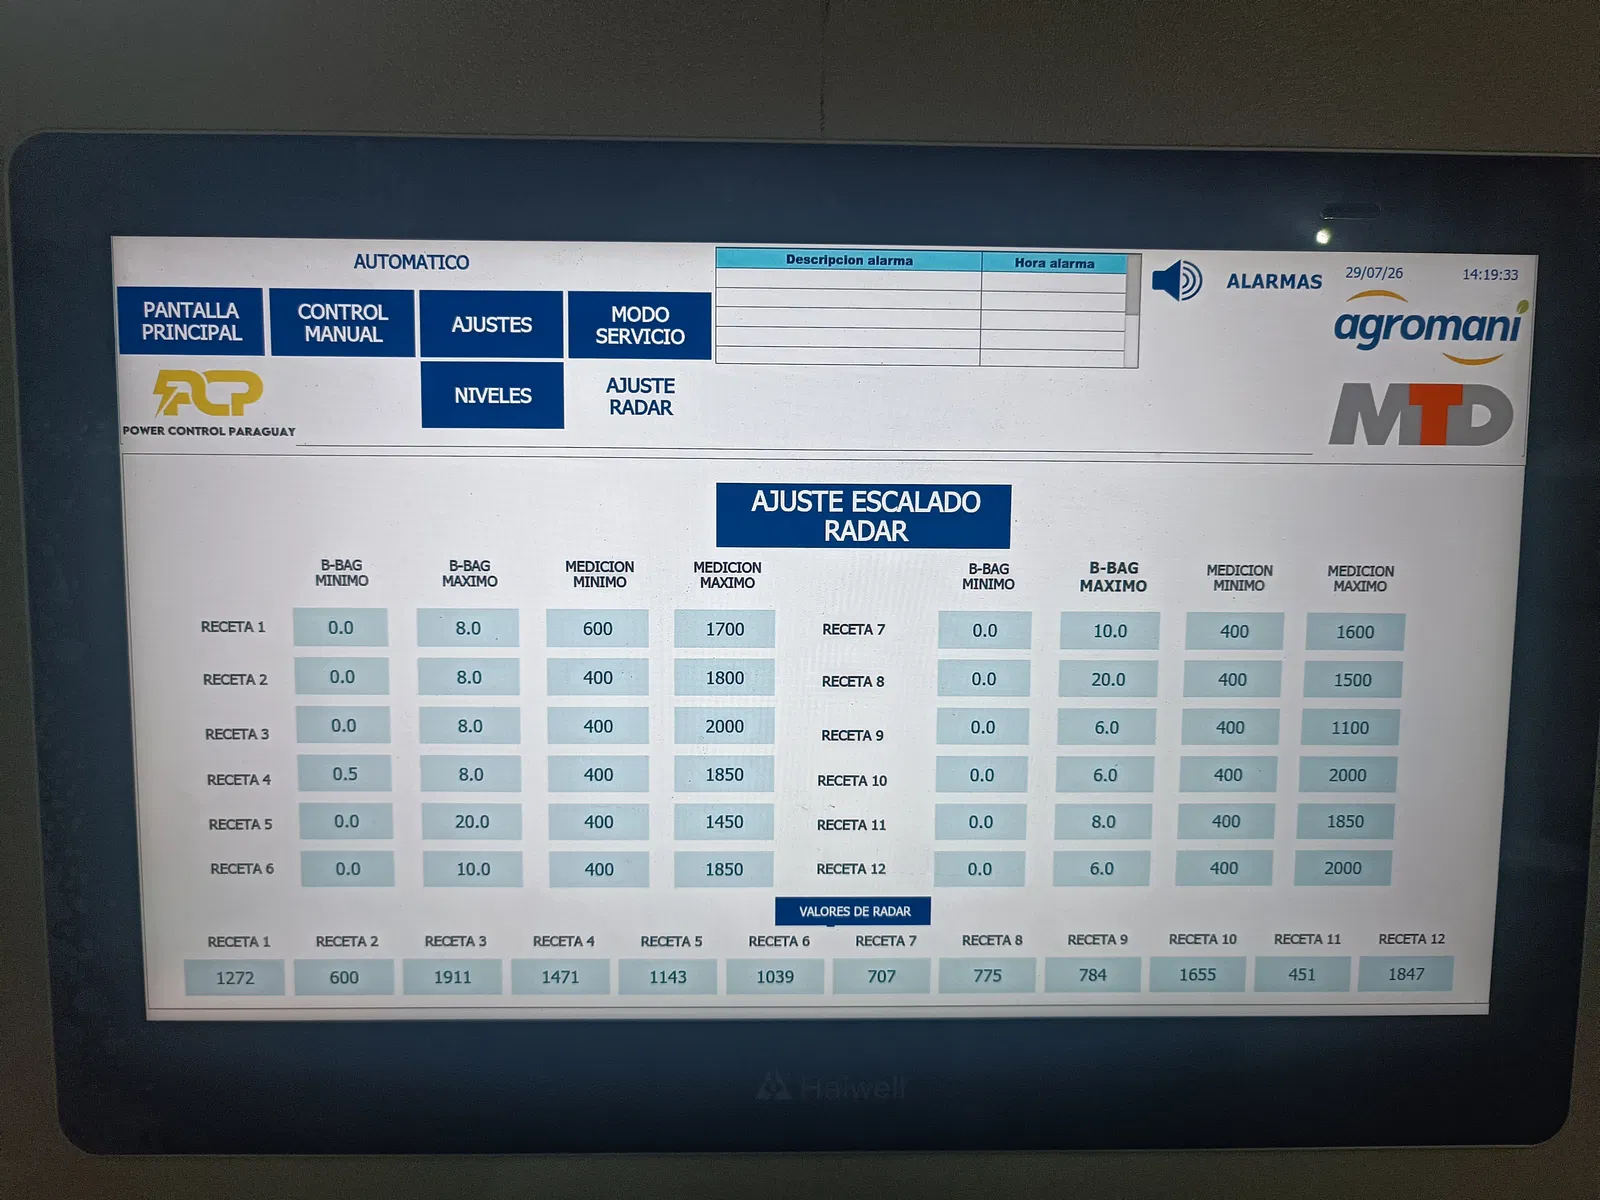 AUTOMATICO
Descripcion alarma Hora alarma
ALARMAS
29/07/26 14:19:33
PANTALLA PRINCIPAL
CONTROL MANUAL
AJUSTES
MODO SERVICIO
agromani
NIVELES
AJUSTE RADAR
ACP
POWER CONTROL PARAGUAY
MTD
AJUSTE ESCALADO
RADAR
B-BAG MINIMO B-BAG MAXIMO MEDICION MINIMO MEDICION MAXIMO B-BAG MINIMO B-BAG MAXIMO MEDICION MINIMO MEDICION MAXIMO
RECETA 1 0.0 8.0 600 1700 RECETA 7 0.0 10.0 400 1600
RECETA 2 0.0 8.0 400 1800 RECETA 8 0.0 20.0 400 1500
RECETA 3 0.0 8.0 400 2000 RECETA 9 0.0 6.0 400 1100
RECETA 4 0.5 8.0 400 1850 RECETA 10 0.0 6.0 400 2000
RECETA 5 0.0 20.0 400 1450 RECETA 11 0.0 8.0 400 1850
RECETA 6 0.0 10.0 400 1850 RECETA 12 0.0 6.0 400 2000
VALORES DE RADAR
RECETA 1 RECETA 2 RECETA 3 RECETA 4 RECETA 5 RECETA 6 RECETA 7 RECETA 8 RECETA 9 RECETA 10 RECETA 11 RECETA 12
1272 600 1911 1471 1143 1039 707 775 784 1655 451 1847
Haiwell